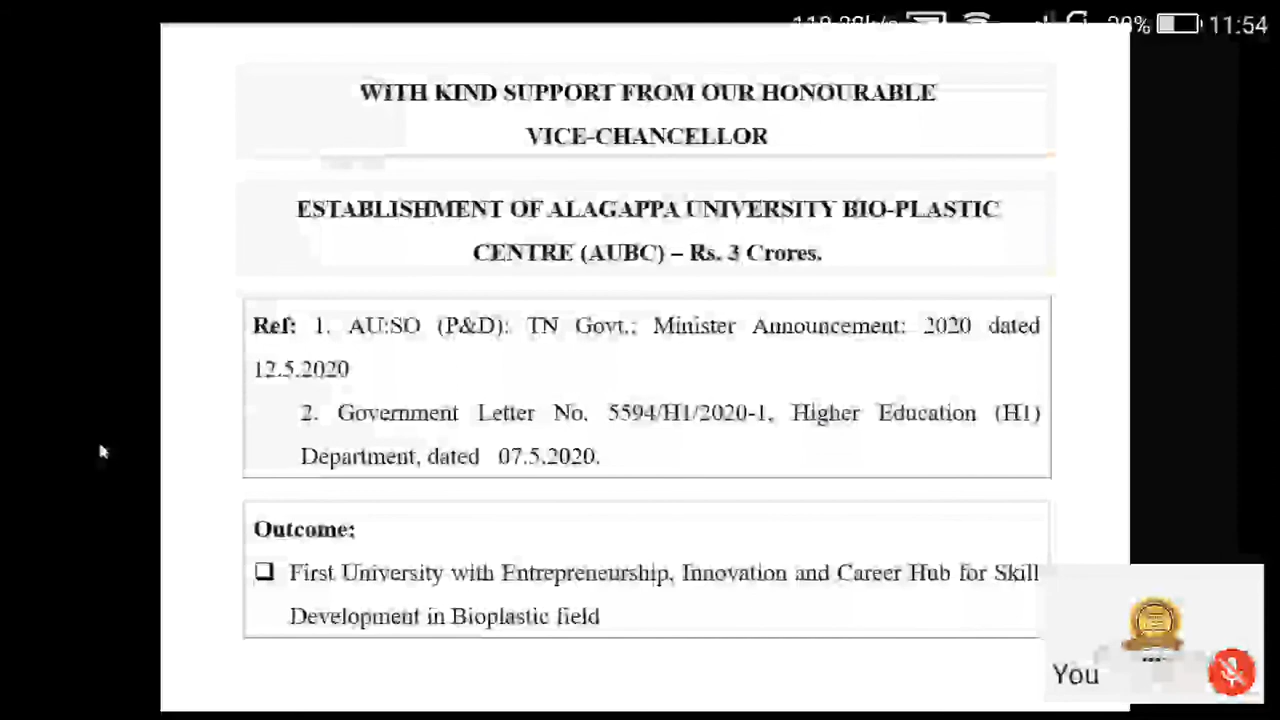 11:54
WITH KIND SUPPORT FROM OUR HONOURABLE
VICE-CHANCELLOR
ESTABLISHMENT OF ALAGAPPA UNIVERSITY BIO-PLASTIC
CENTRE (AUBC) – Rs. 3 Crores.
Ref: 1. AU:SO (P&D): TN Govt.; Minister Announcement: 2020 dated
12.5.2020
2. Government Letter No. 5594/H1/2020-1, Higher Education (H1)
Department, dated 07.5.2020.
Outcome:
❑ First University with Entrepreneurship, Innovation and Career Hub for Skill
Development in Bioplastic field
You